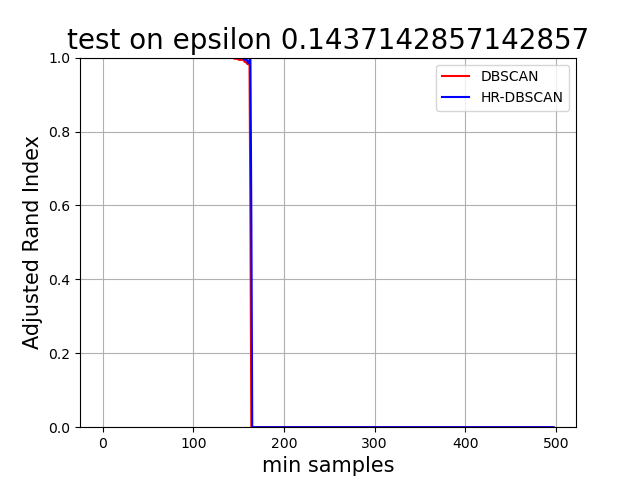 test on epsilon 0.1437142857142857
1.0
DBSCAN
HR-DBSCAN
0.8
0.6
0.4
0.2
0.0
Adjusted Rand Index
0 100 200 300 400 500
min samples